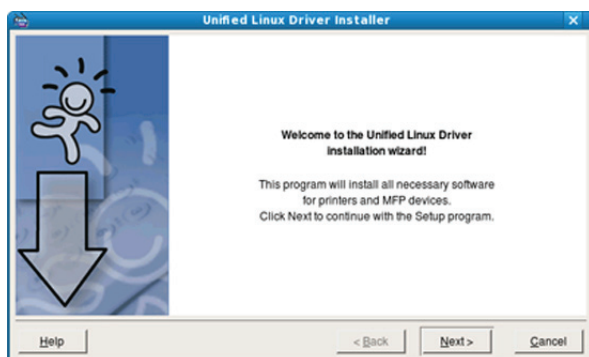 Unified Linux Driver Installer
Welcome to the Unified Linux Driver
installation wizard!
This program will install all necessary software
for printers and MFP devices.
Click Next to continue with the Setup program.
Help
< Back
Next >
Cancel